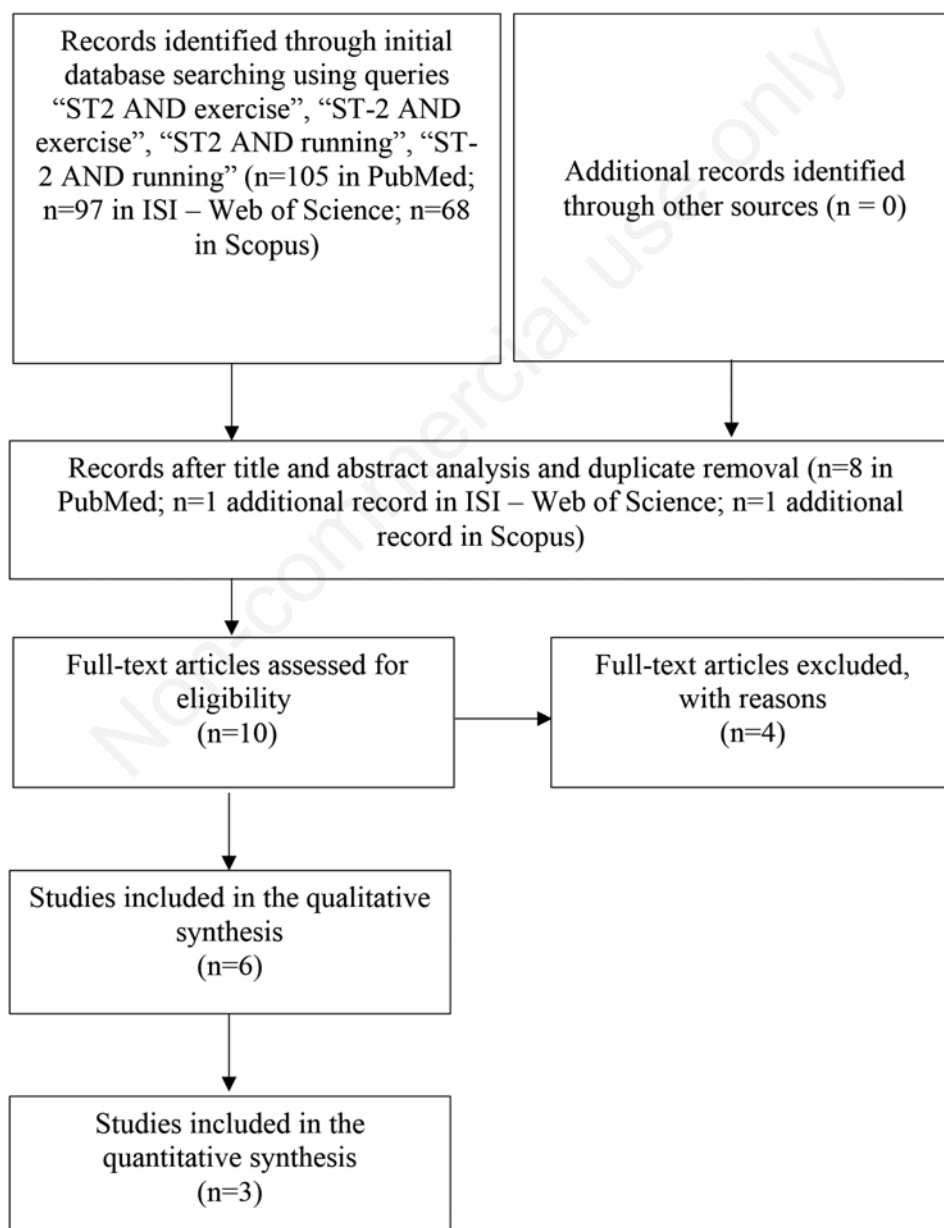 Records identified through initial
database searching using queries
“ST2 AND exercise”, “ST-2 AND
exercise”, “ST2 AND running”, “ST-
2 AND running” (n=105 in PubMed;
n=97 in ISI – Web of Science; n=68
in Scopus)
Additional records identified
through other sources (n = 0)
Records after title and abstract analysis and duplicate removal (n=8 in
PubMed; n=1 additional record in ISI – Web of Science; n=1 additional
record in Scopus)
Full-text articles assessed for
eligibility
(n=10)
Full-text articles excluded,
with reasons
(n=4)
Studies included in the qualitative
synthesis
(n=6)
Studies included in the
quantitative synthesis
(n=3)
Non-commercial use only